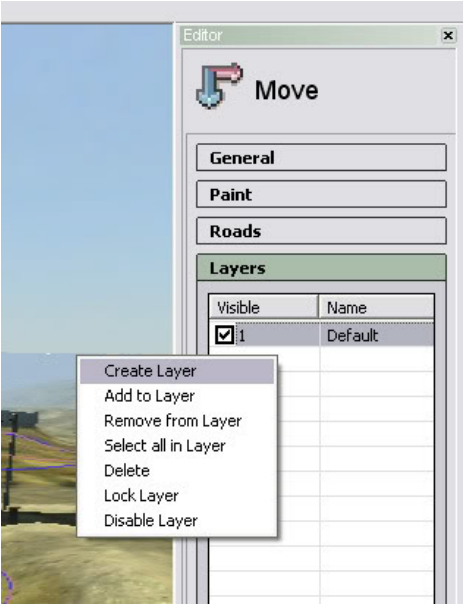 Editor
Move
General
Paint
Roads
Layers
Visible Name
1 Default
Create Layer
Add to Layer
Remove from Layer
Select all in Layer
Delete
Lock Layer
Disable Layer